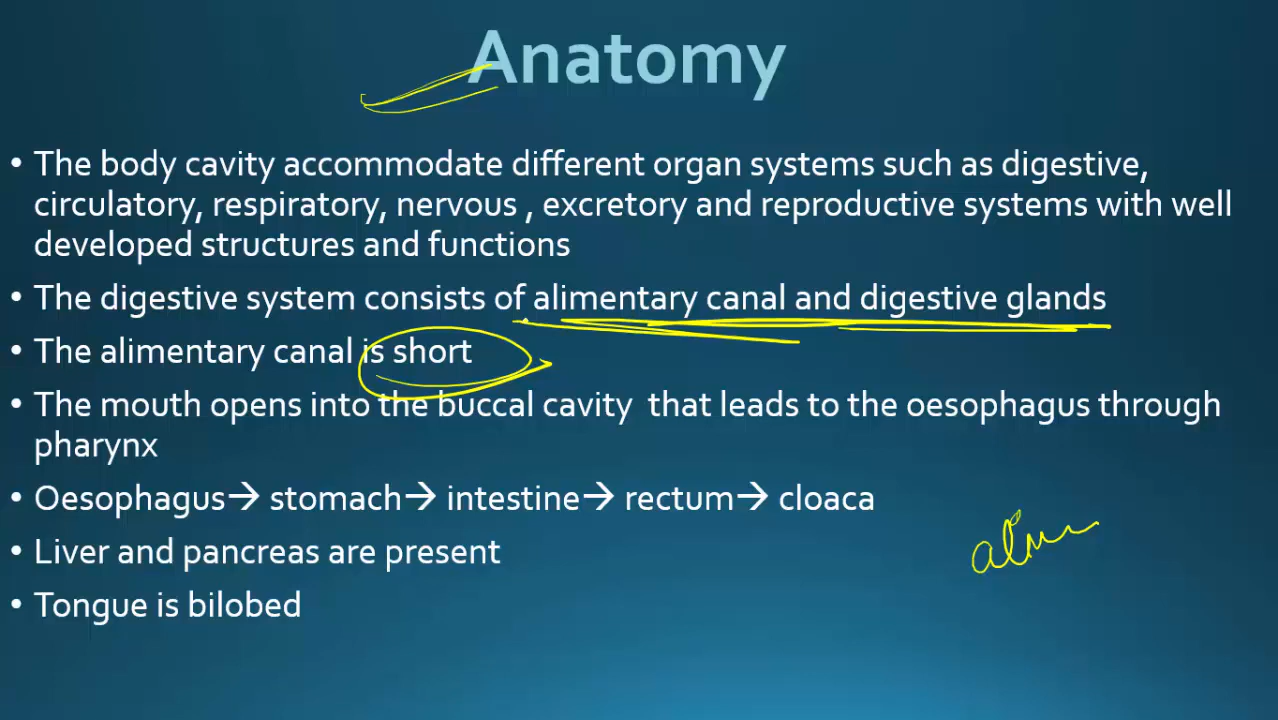 Anatomy
• The body cavity accommodate different organ systems such as digestive,
circulatory, respiratory, nervous , excretory and reproductive systems with well
developed structures and functions
• The digestive system consists of alimentary canal and digestive glands
• The alimentary canal is short
• The mouth opens into the buccal cavity that leads to the oesophagus through
pharynx
• Oesophagus→ stomach→ intestine→ rectum→ cloaca
• Liver and pancreas are present
• Tongue is bilobed